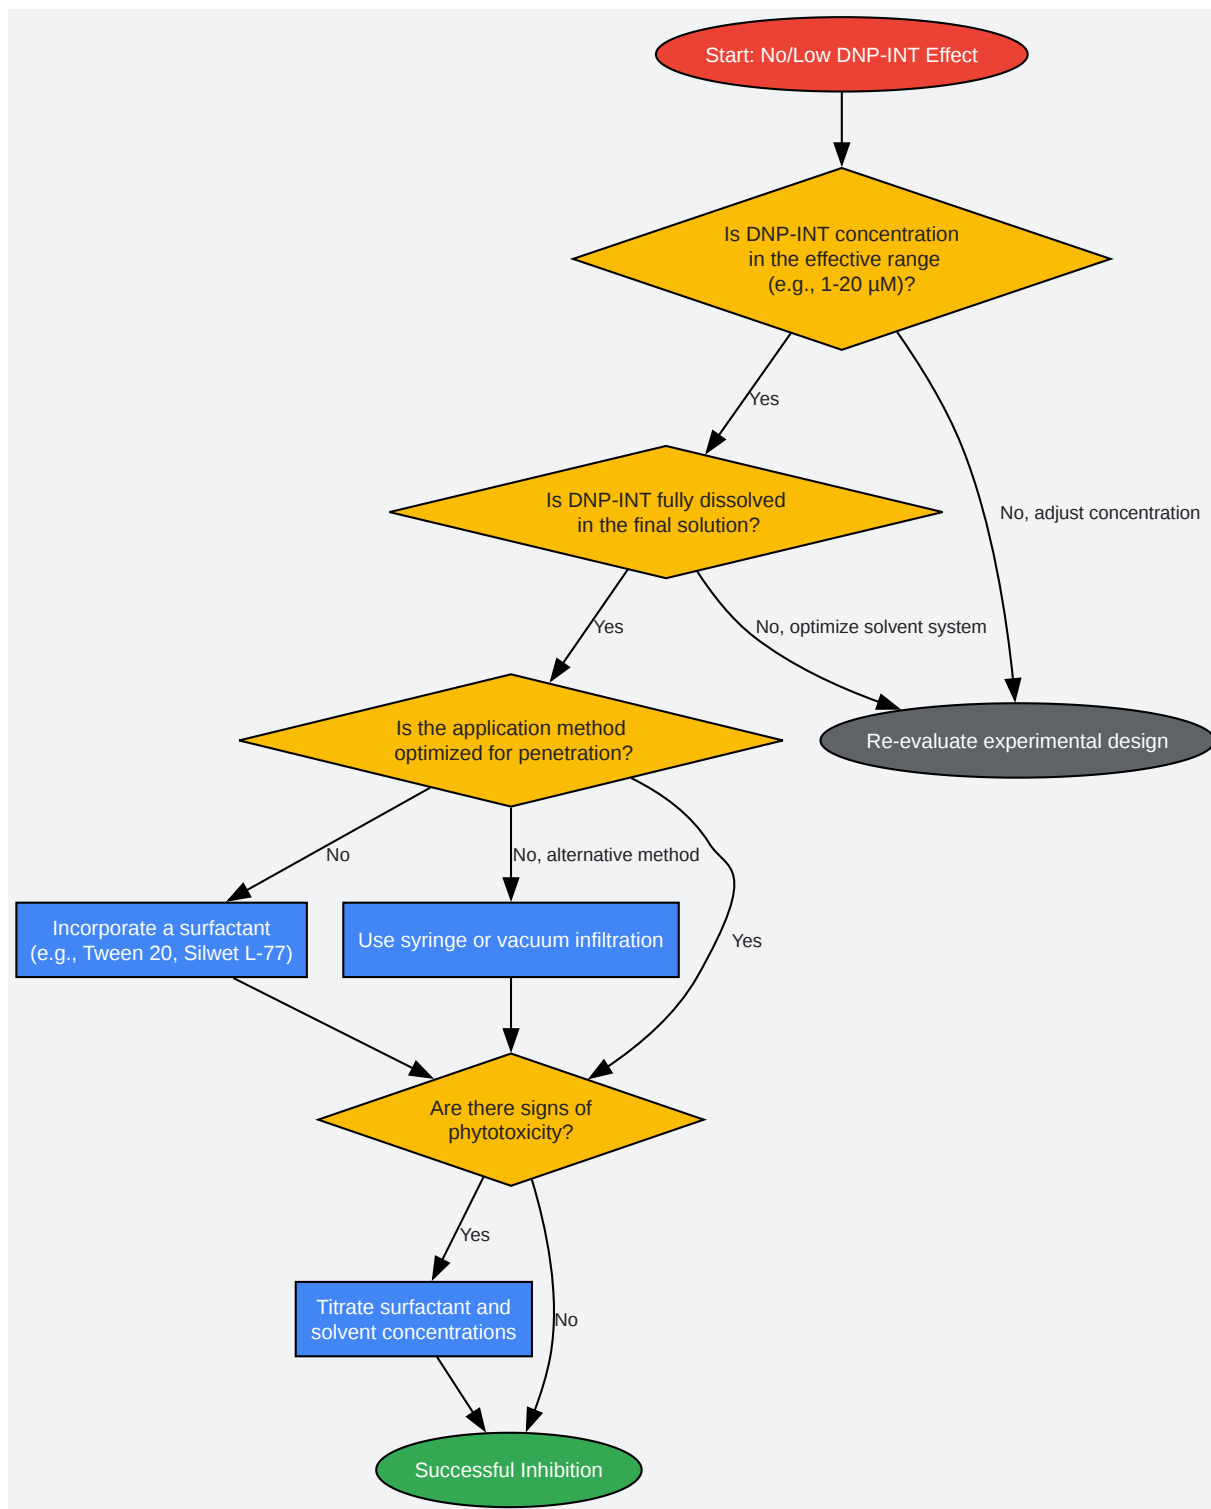 Start: No/Low DNP-INT Effect
Is DNP-INT concentration
in the effective range
(e.g., 1-20 µM)?
Yes
No, adjust concentration
Is DNP-INT fully dissolved
in the final solution?
Yes
No, optimize solvent system
Is the application method
optimized for penetration?
Re-evaluate experimental design
No
No, alternative method
Yes
Incorporate a surfactant
(e.g., Tween 20, Silwet L-77)
Use syringe or vacuum infiltration
Are there signs of
phytotoxicity?
Yes
No
Titrate surfactant and
solvent concentrations
Successful Inhibition